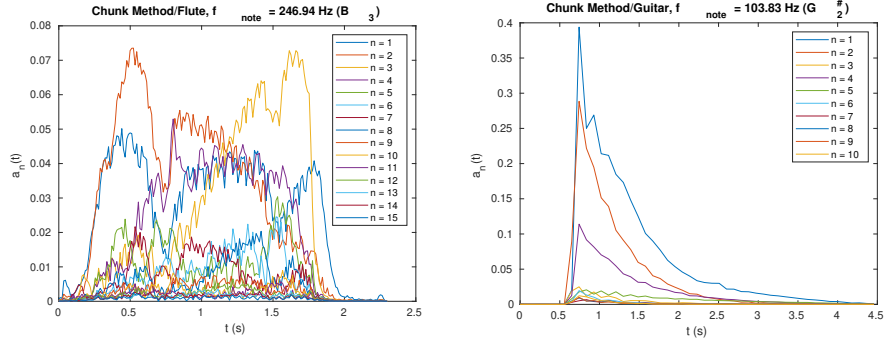 Chunk Method/Flute, f note = 246.94 Hz (B 3)
0.08
0.07
0.06
0.05
0.04
0.03
0.02
0.01
0
a_n(t)
0 0.5 1 1.5 2 2.5
t (s)
n = 1
n = 2
n = 3
n = 4
n = 5
n = 6
n = 7
n = 8
n = 9
n = 10
n = 11
n = 12
n = 13
n = 14
n = 15
Chunk Method/Guitar, f note = 103.83 Hz (G # 2)
0.4
0.35
0.3
0.25
0.2
0.15
0.1
0.05
0
a_n(t)
0 0.5 1 1.5 2 2.5 3 3.5 4 4.5
t (s)
n = 1
n = 2
n = 3
n = 4
n = 5
n = 6
n = 7
n = 8
n = 9
n = 10